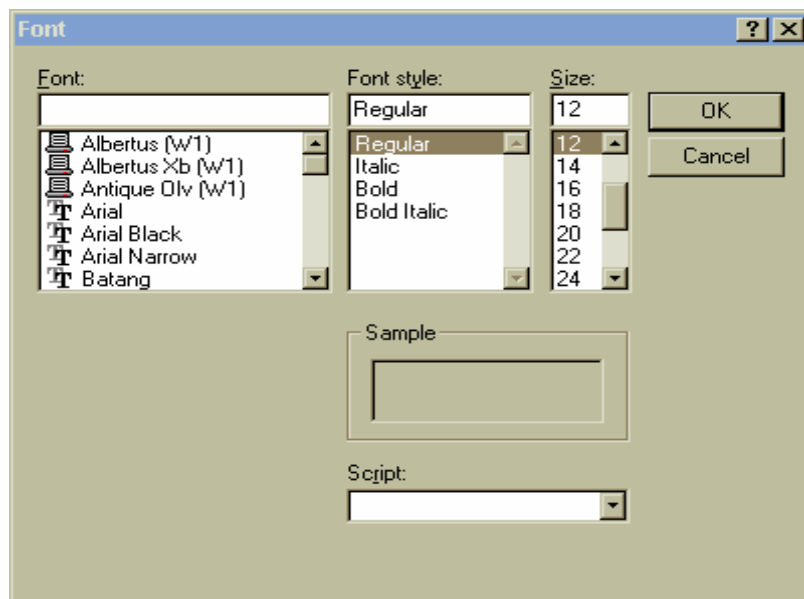 Font
Font:
Font style:
Size:
Regular
12
OK
Cancel
Albertus (W1)
Albertus Xb (W1)
Antique Olv (W1)
Arial
Arial Black
Arial Narrow
Batang
Regular
Italic
Bold
Bold Italic
12
14
16
18
20
22
24
Sample
Script: